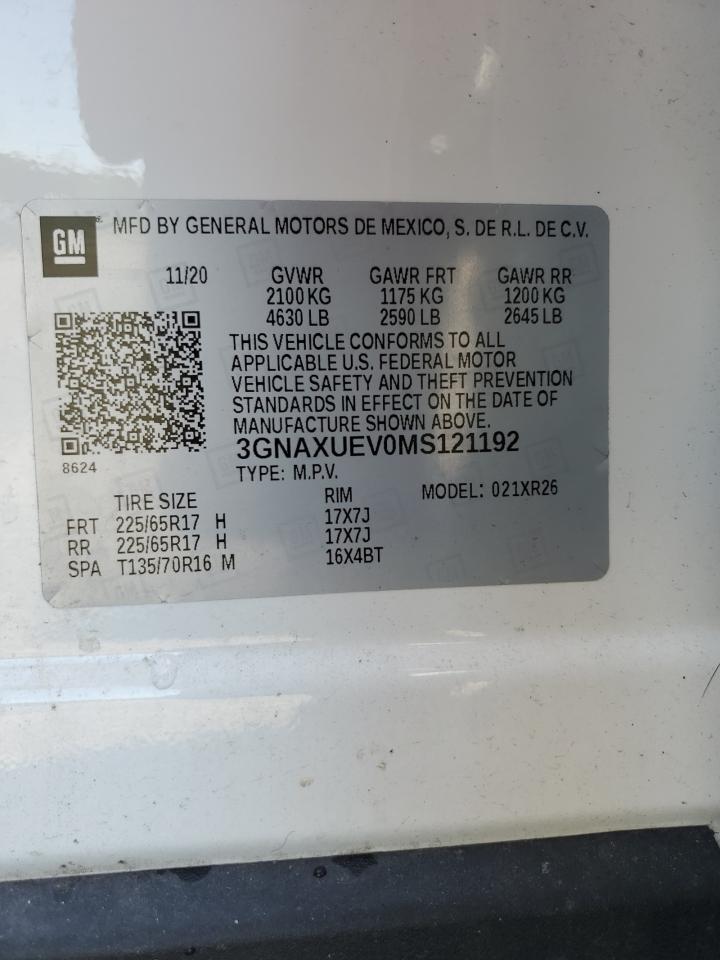 GM MFD BY GENERAL MOTORS DE MEXICO, S. DE R.L. DE C.V.
11/20 GVWR GAWR FRT GAWR RR
2100 KG 1175 KG 1200 KG
4630 LB 2590 LB 2645 LB
THIS VEHICLE CONFORMS TO ALL
APPLICABLE U.S. FEDERAL MOTOR
VEHICLE SAFETY AND THEFT PREVENTION
STANDARDS IN EFFECT ON THE DATE OF
MANUFACTURE SHOWN ABOVE.
3GNAXUEV0MS121192
8624
TYPE: M.P.V.
TIRE SIZE RIM MODEL: 021XR26
FRT 225/65R17 H 17X7J
RR 225/65R17 H 17X7J
SPA T135/70R16 M 16X4BT